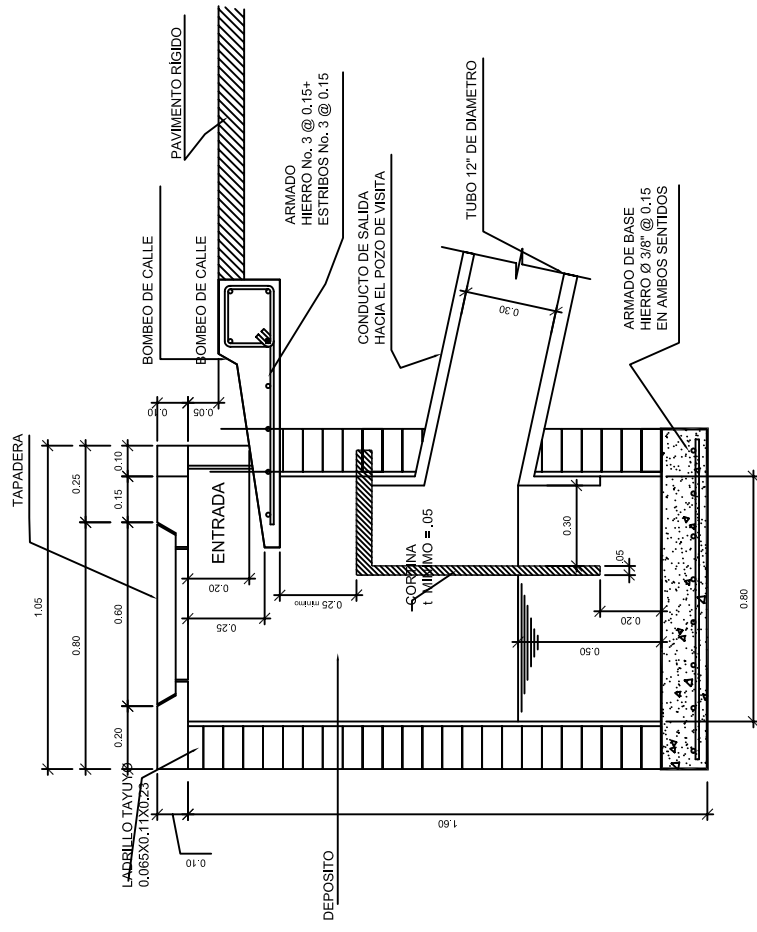 TAPADERA
1.05
0.80
0.25
0.20
0.60
0.15
0.10
LADRILLO TAYUYO
0.065X0.11X0.23
0.10
0.10
0.05
BOMBEO DE CALLE
BOMBEO DE CALLE
PAVIMENTO RÍGIDO
ENTRADA
0.20
0.25
0.25 mínimo
ARMADO
HIERRO No. 3 @ 0.15+
ESTRIBOS No. 3 @ 0.15
CONDUCTO DE SALIDA
HACIA EL POZO DE VISITA
TUBO 12" DE DIAMETRO
0.30
CORTINA
t MINIMO = .05
0.30
.05
0.20
0.50
0.80
1.60
DEPOSITO
ARMADO DE BASE
HIERRO Ø 3/8" @ 0.15
EN AMBOS SENTIDOS